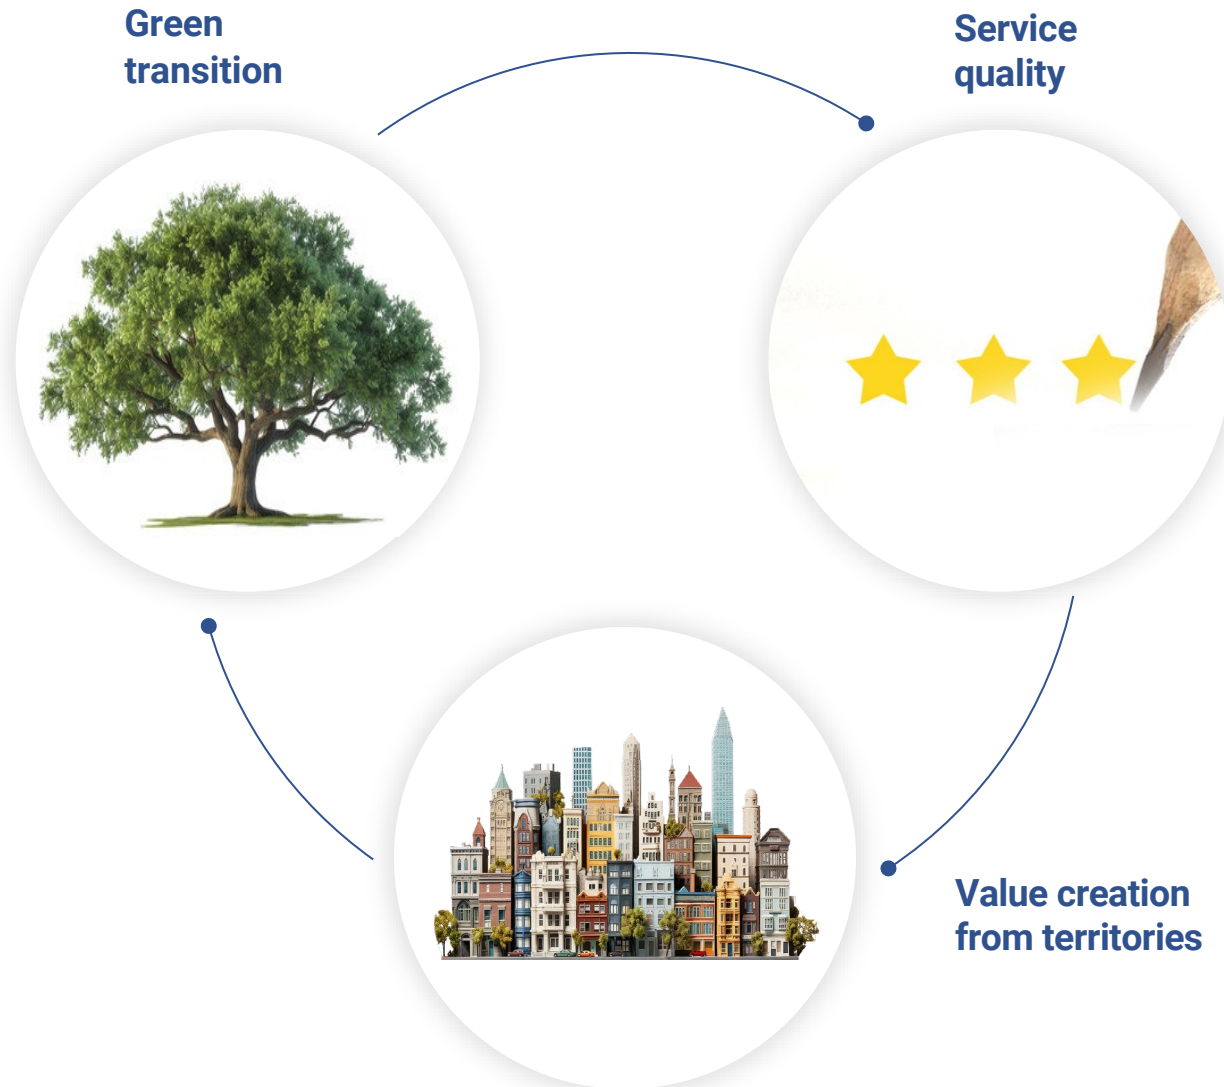 Green
transition
Service
quality
Value creation
from territories